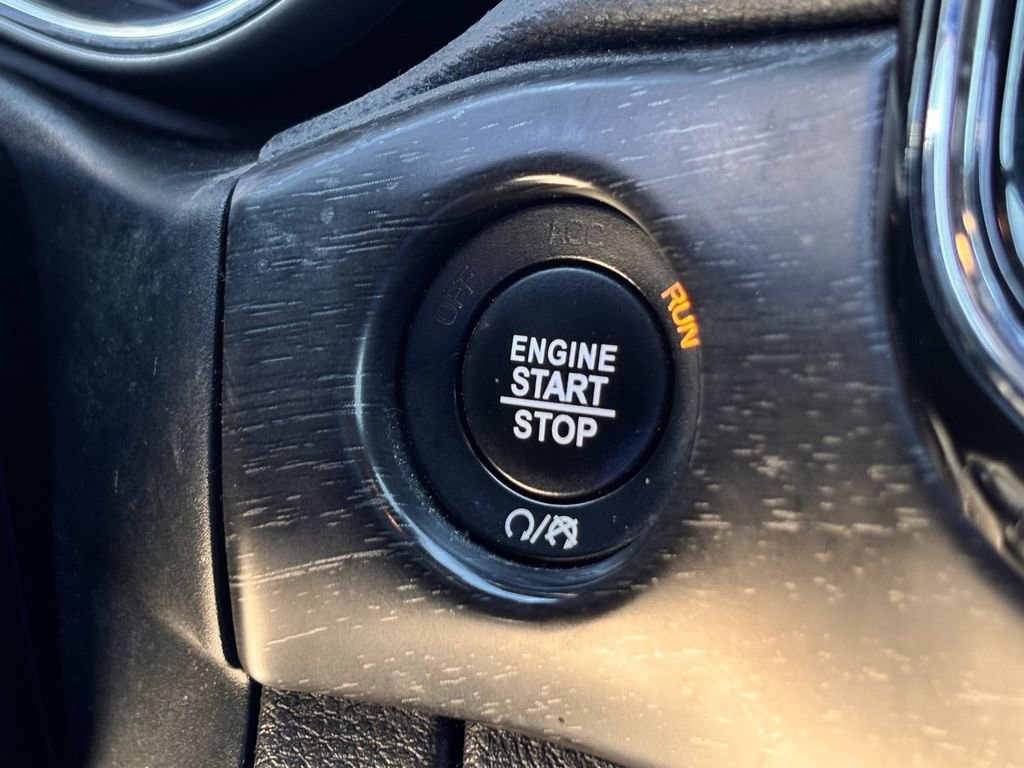 OFF
ACC
RUN
ENGINE
START
STOP